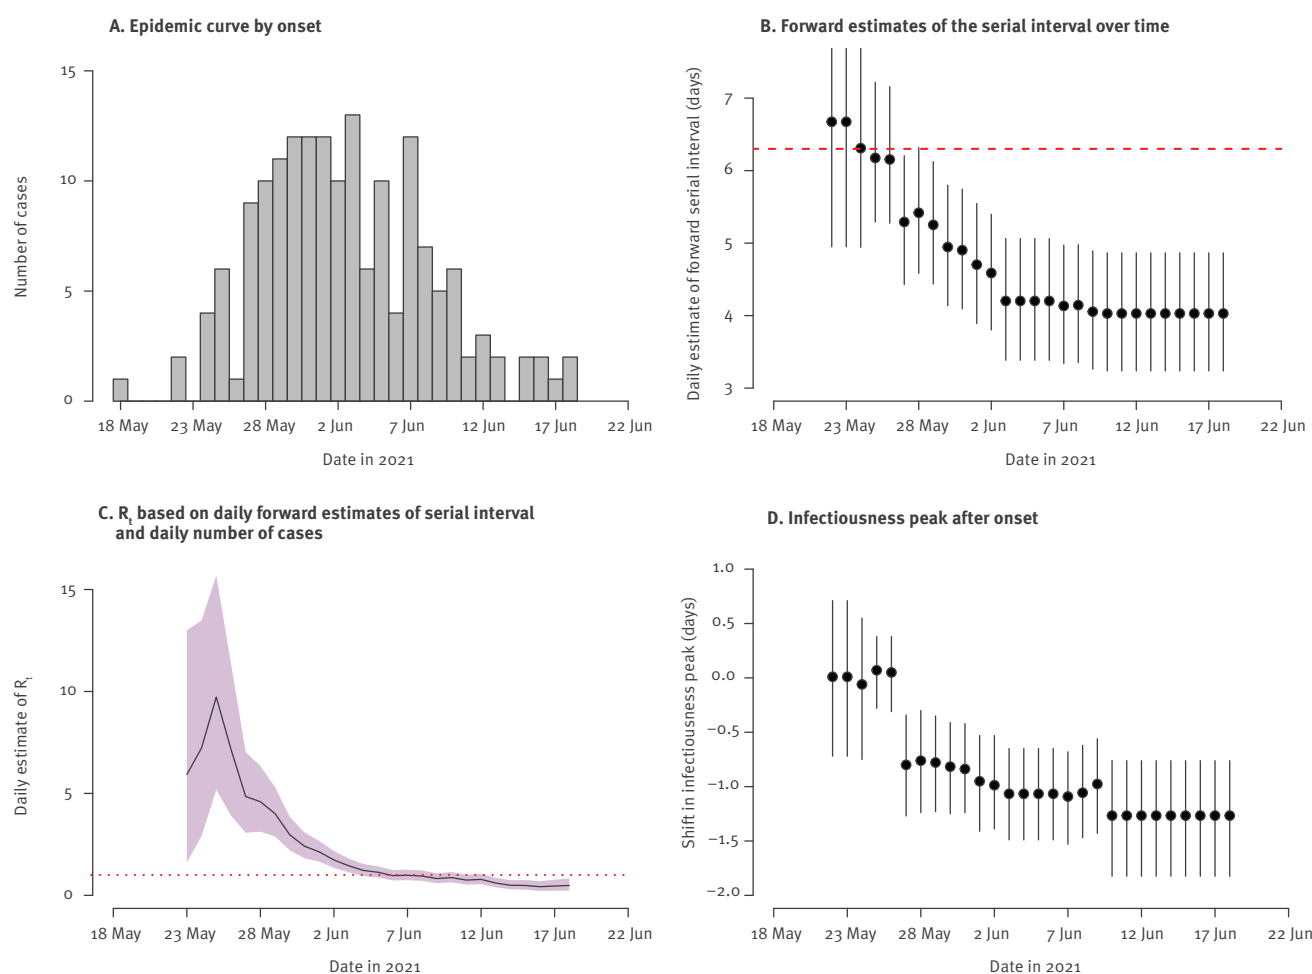 A. Epidemic curve by onset
15
10
5
0
Number of cases
18 May 23 May 28 May 2 Jun 7 Jun 12 Jun 17 Jun 22 Jun
Date in 2021
B. Forward estimates of the serial interval over time
7
6
5
4
3
Daily estimate of forward serial interval (days)
18 May 23 May 28 May 2 Jun 7 Jun 12 Jun 17 Jun 22 Jun
Date in 2021
C. Rt based on daily forward estimates of serial interval
and daily number of cases
15
10
5
0
Daily estimate of Rt
18 May 23 May 28 May 2 Jun 7 Jun 12 Jun 17 Jun 22 Jun
Date in 2021
D. Infectiousness peak after onset
1.0
0.5
0.0
−0.5
−1.0
−1.5
−2.0
Shift in infectiousness peak (days)
18 May 23 May 28 May 2 Jun 7 Jun 12 Jun 17 Jun 22 Jun
Date in 2021